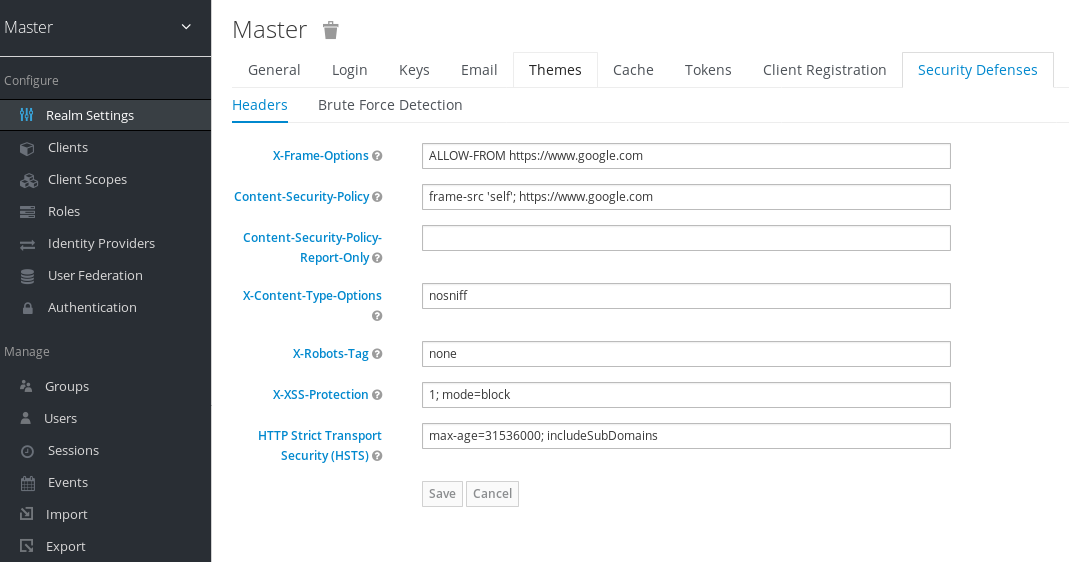 Master
Configure
Realm Settings
Clients
Client Scopes
Roles
Identity Providers
User Federation
Authentication
Manage
Groups
Users
Sessions
Events
Import
Export
Master
General Login Keys Email Themes Cache Tokens Client Registration Security Defenses
Headers Brute Force Detection
X-Frame-Options ALLOW-FROM https://www.google.com
Content-Security-Policy frame-src 'self'; https://www.google.com
Content-Security-Policy-
Report-Only
X-Content-Type-Options nosniff
X-Robots-Tag none
X-XSS-Protection 1; mode=block
HTTP Strict Transport max-age=31536000; includeSubDomains
Security (HSTS)
Save Cancel